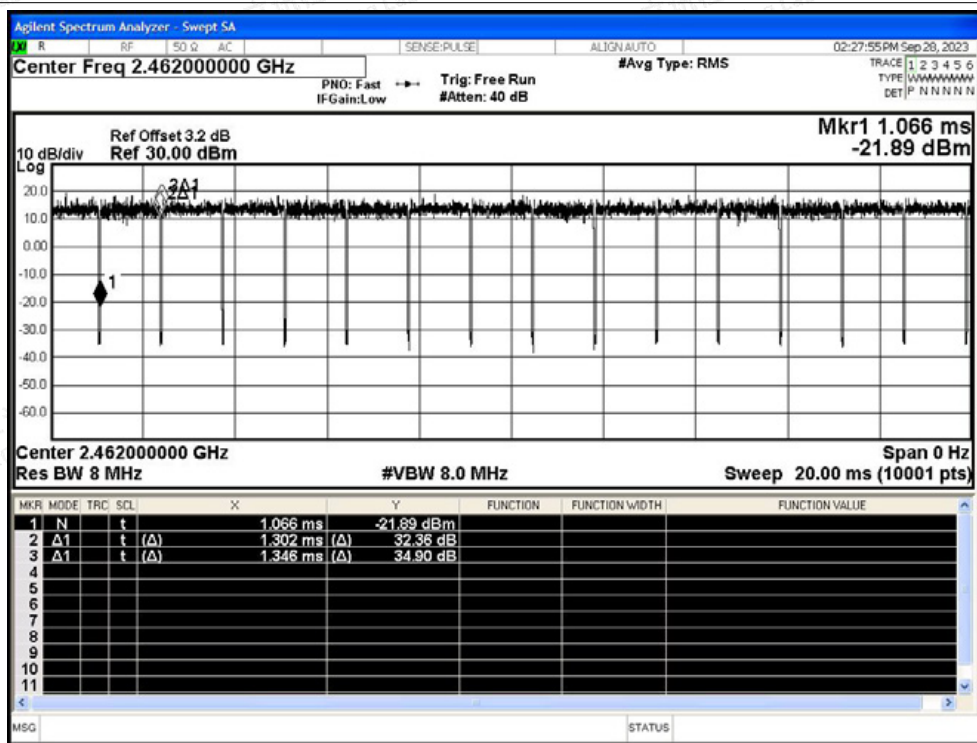 Agilent Spectrum Analyzer - Swept SA
R RF 50 Ω AC SENSE:PULSE ALIGN AUTO 02:27:55 PM Sep 28, 2023
Center Freq 2.462000000 GHz
PNO: Fast
IFGain:Low
Trig: Free Run
#Atten: 40 dB
#Avg Type: RMS
TRACE 1 2 3 4 5 6
TYPE WWWWWW
DET P N N N N N
Ref Offset 3.2 dB
10 dB/div Ref 30.00 dBm
Log
Mkr1 1.066 ms
-21.89 dBm
20.0
10.0
0.00
-10.0
-20.0
-30.0
-40.0
-50.0
-60.0
3Δ1
2Δ1
1
Center 2.462000000 GHz Span 0 Hz
Res BW 8 MHz #VBW 8.0 MHz Sweep 20.00 ms (10001 pts)
MKR MODE TRC SCL X Y FUNCTION FUNCTION WIDTH FUNCTION VALUE
1 N t 1.066 ms -21.89 dBm
2 Δ1 t (Δ) 1.302 ms (Δ) 32.36 dB
3 Δ1 t (Δ) 1.346 ms (Δ) 34.90 dB
4
5
6
7
8
9
10
11
MSG STATUS